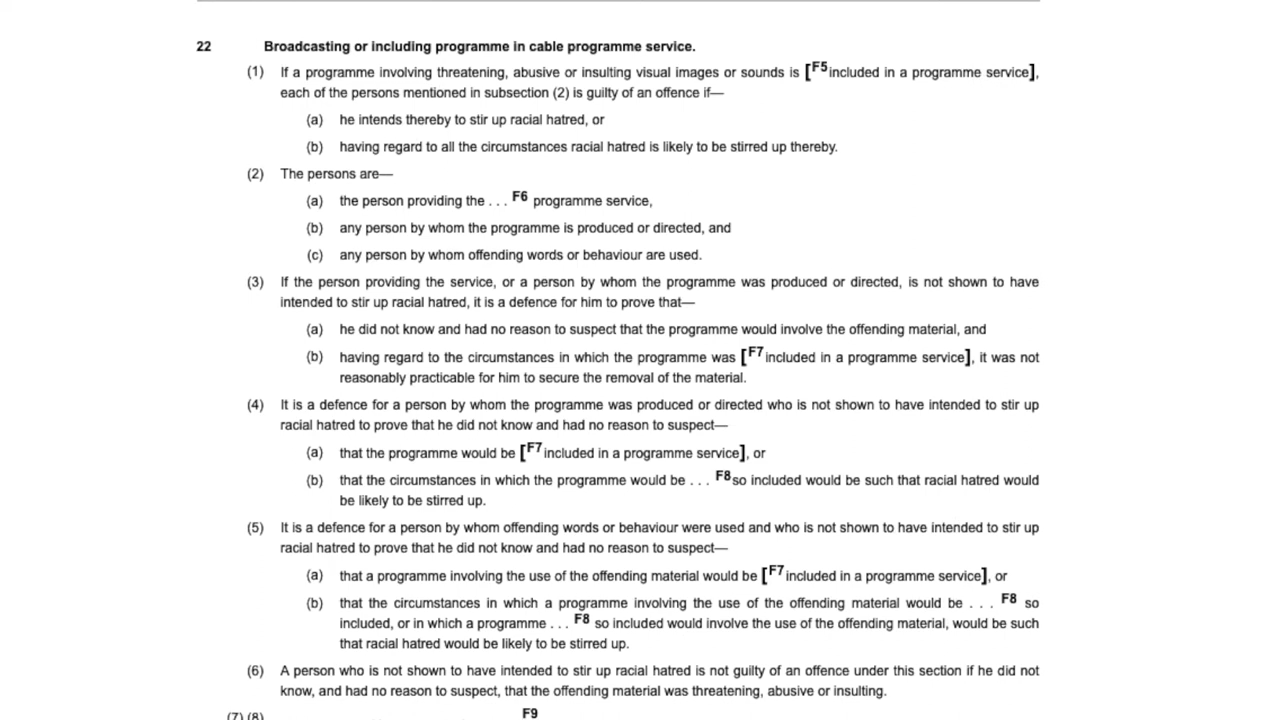 22 Broadcasting or including programme in cable programme service.
(1) If a programme involving threatening, abusive or insulting visual images or sounds is [F5 included in a programme service],
each of the persons mentioned in subsection (2) is guilty of an offence if—
(a) he intends thereby to stir up racial hatred, or
(b) having regard to all the circumstances racial hatred is likely to be stirred up thereby.
(2) The persons are—
(a) the person providing the . . . F6 programme service,
(b) any person by whom the programme is produced or directed, and
(c) any person by whom offending words or behaviour are used.
(3) If the person providing the service, or a person by whom the programme was produced or directed, is not shown to have
intended to stir up racial hatred, it is a defence for him to prove that—
(a) he did not know and had no reason to suspect that the programme would involve the offending material, and
(b) having regard to the circumstances in which the programme was [F7 included in a programme service], it was not
reasonably practicable for him to secure the removal of the material.
(4) It is a defence for a person by whom the programme was produced or directed who is not shown to have intended to stir up
racial hatred to prove that he did not know and had no reason to suspect—
(a) that the programme would be [F7 included in a programme service], or
(b) that the circumstances in which the programme would be . . . F8 so included would be such that racial hatred would
be likely to be stirred up.
(5) It is a defence for a person by whom offending words or behaviour were used and who is not shown to have intended to stir up
racial hatred to prove that he did not know and had no reason to suspect—
(a) that a programme involving the use of the offending material would be [F7 included in a programme service], or
(b) that the circumstances in which a programme involving the use of the offending material would be . . . F8 so
included, or in which a programme . . . F8 so included would involve the use of the offending material, would be such
that racial hatred would be likely to be stirred up.
(6) A person who is not shown to have intended to stir up racial hatred is not guilty of an offence under this section if he did not
know, and had no reason to suspect, that the offending material was threatening, abusive or insulting.
(7) (8) F9